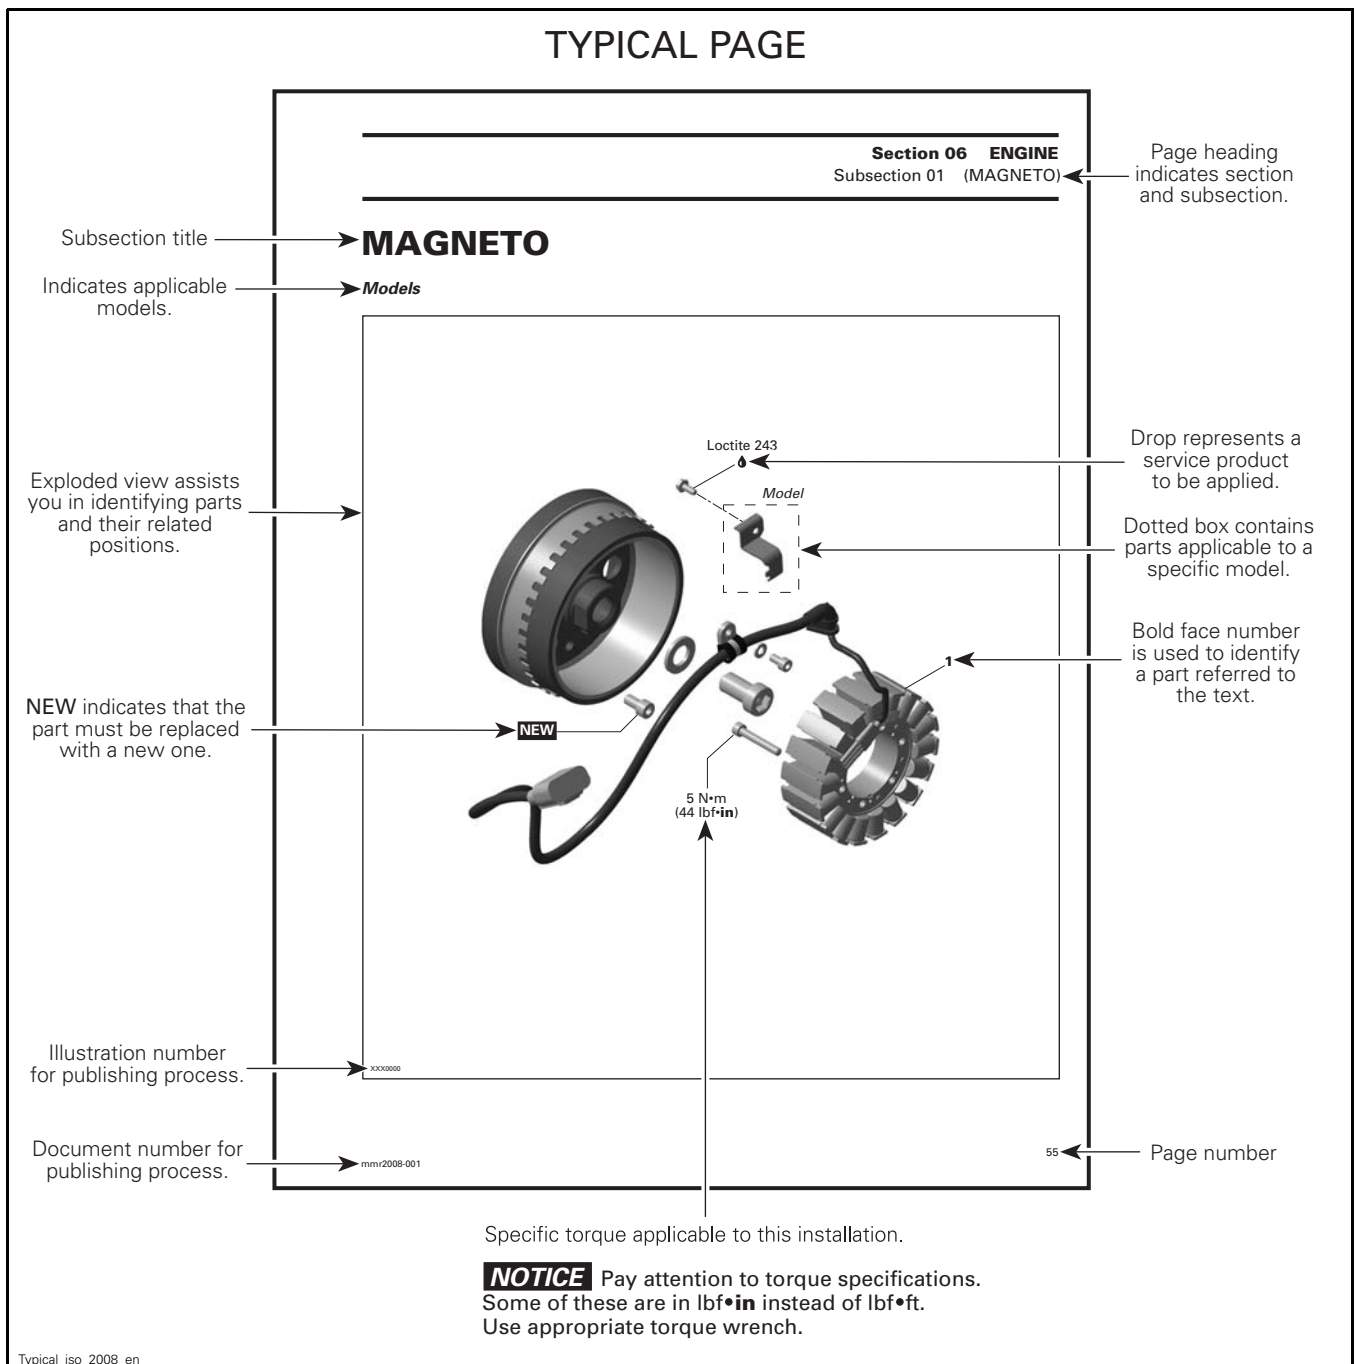 TYPICAL PAGE
Section 06 ENGINE
Subsection 01 (MAGNETO)
Page heading
indicates section
and subsection.
Subsection title
MAGNETO
Indicates applicable
models.
Models
Exploded view assists
you in identifying parts
and their related
positions.
Loctite 243
Model
Drop represents a
service product
to be applied.
Dotted box contains
parts applicable to a
specific model.
Bold face number
is used to identify
a part referred to
the text.
1
NEW indicates that the
part must be replaced
with a new one.
NEW
5 N•m
(44 lbf•in)
Illustration number
for publishing process.
XXX0000
Document number for
publishing process.
mmr2008-001
55
Page number
Specific torque applicable to this installation.
NOTICE Pay attention to torque specifications.
Some of these are in lbf•in instead of lbf•ft.
Use appropriate torque wrench.
Typical iso 2008 en